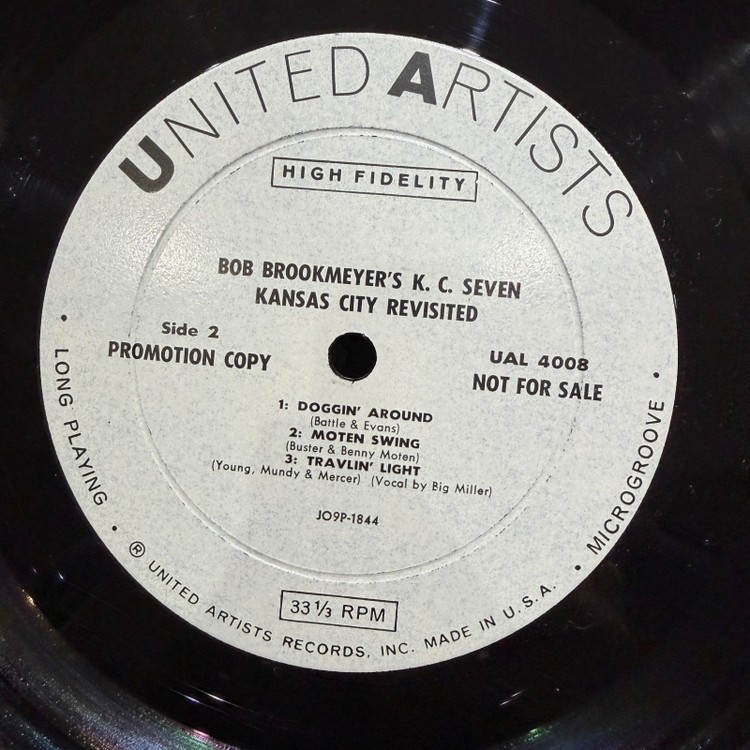 UNITED ARTISTS
HIGH FIDELITY
BOB BROOKMEYER'S K. C. SEVEN
KANSAS CITY REVISITED
Side 2
PROMOTION COPY
UAL 4008
NOT FOR SALE
1: DOGGIN' AROUND
(Battle & Evans)
2: MOTEN SWING
(Buster & Benny Moten)
3: TRAVLIN' LIGHT
(Young, Mundy & Mercer) (Vocal by Big Miller)
JO9P-1844
33 1/3 RPM
• LONG PLAYING • ® UNITED ARTISTS RECORDS, INC. MADE IN U.S.A. • MICROGROOVE •